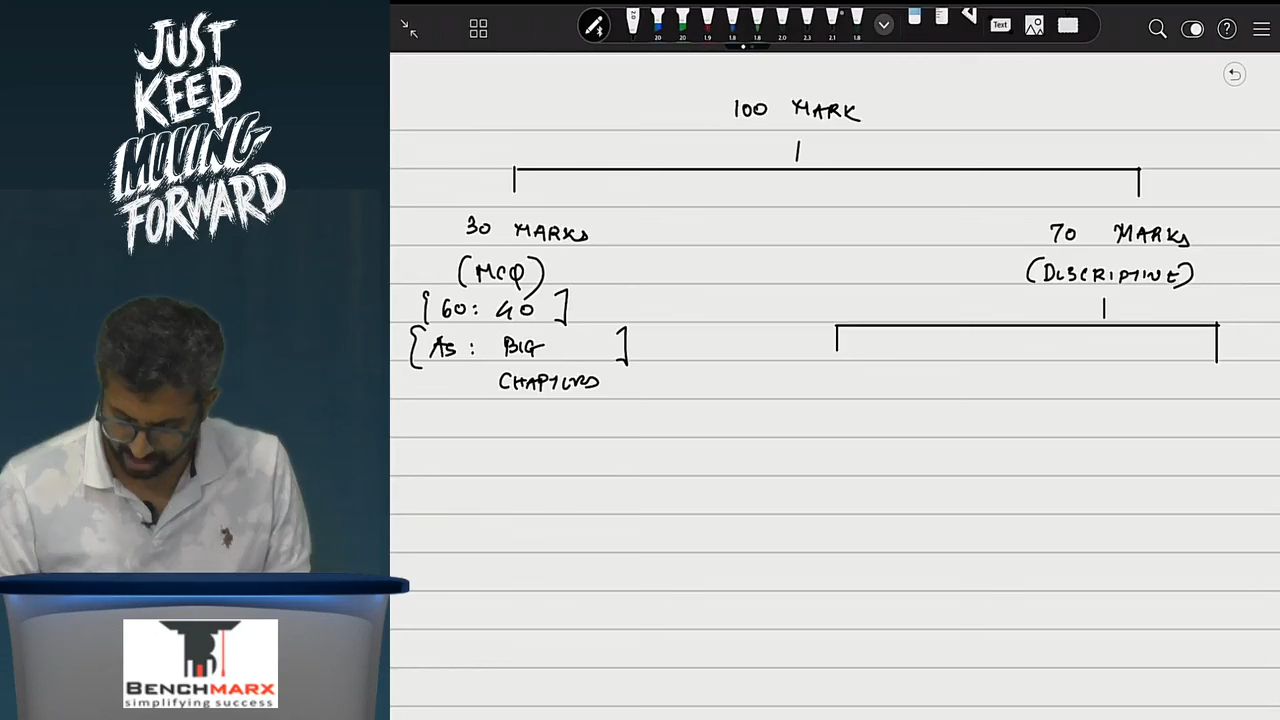 JUST
KEEP
MOVING
FORWARD
Text
100 MARK
30 MARKS
(MCQ)
[60: 40]
[AS: BIG]
CHAPTERS
70 MARKS
(DISCRIPTIVE)
BENCHMARX
simplifying success